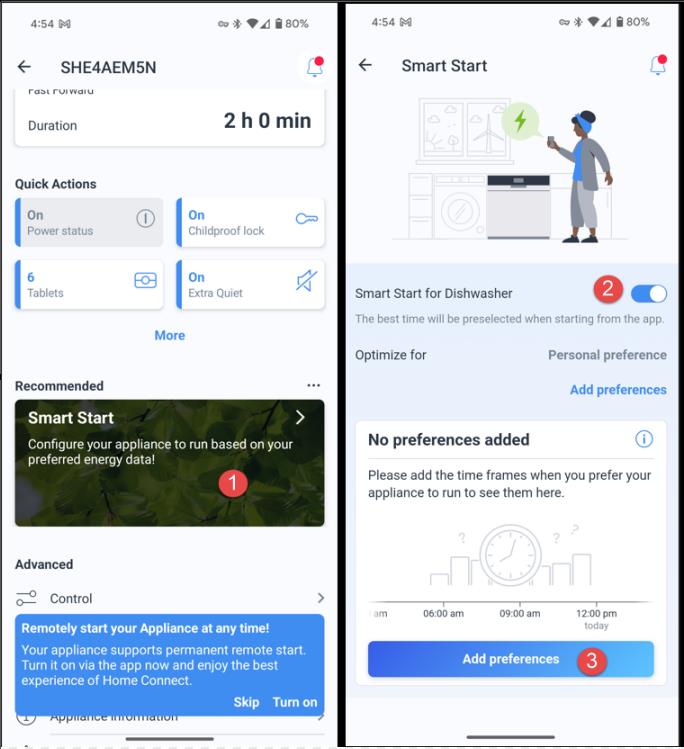 4:54
80%
SHE4AEM5N
Fast Forward
Duration
2 h 0 min
Quick Actions
On
Power status
On
Childproof lock
6
Tablets
On
Extra Quiet
More
Recommended
Smart Start
Configure your appliance to run based on your
preferred energy data!
1
Advanced
Control
Remotely start your Appliance at any time!
Your appliance supports permanent remote start.
Turn it on via the app now and enjoy the best
experience of Home Connect.
Skip Turn on
Appliance information
4:54
80%
Smart Start
Smart Start for Dishwasher
2
The best time will be preselected when starting from the app.
Optimize for
Personal preference
Add preferences
No preferences added
Please add the time frames when you prefer your
appliance to run to see them here.
? ? ?
am 06:00 am 09:00 am 12:00 pm
today
Add preferences
3